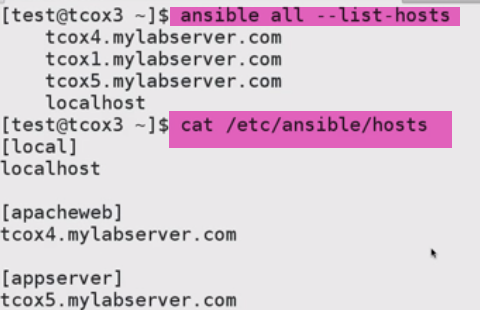 [test@tcox3 ~]$ ansible all --list-hosts
tcox4.mylabserver.com
tcox1.mylabserver.com
tcox5.mylabserver.com
localhost
[test@tcox3 ~]$ cat /etc/ansible/hosts
[local]
localhost
[apacheweb]
tcox4.mylabserver.com
[appserver]
tcox5.mylabserver.com